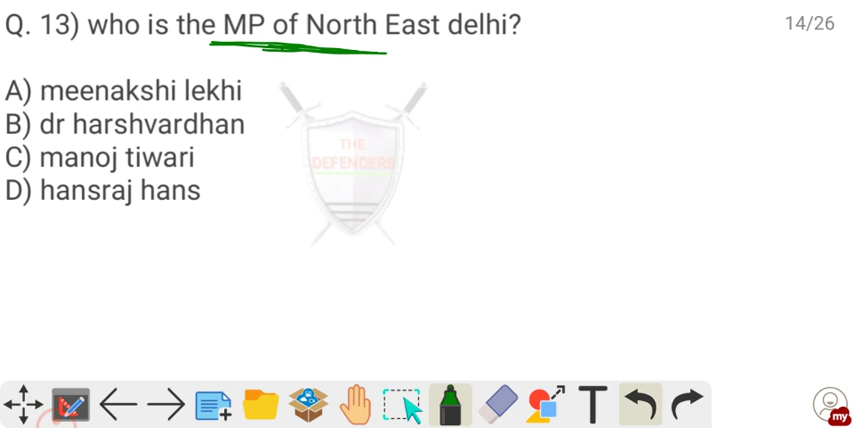 Q. 13) who is the MP of North East delhi?
14/26
A) meenakshi lekhi
B) dr harshvardhan
C) manoj tiwari
D) hansraj hans
THE
DEFENDERS
T
my